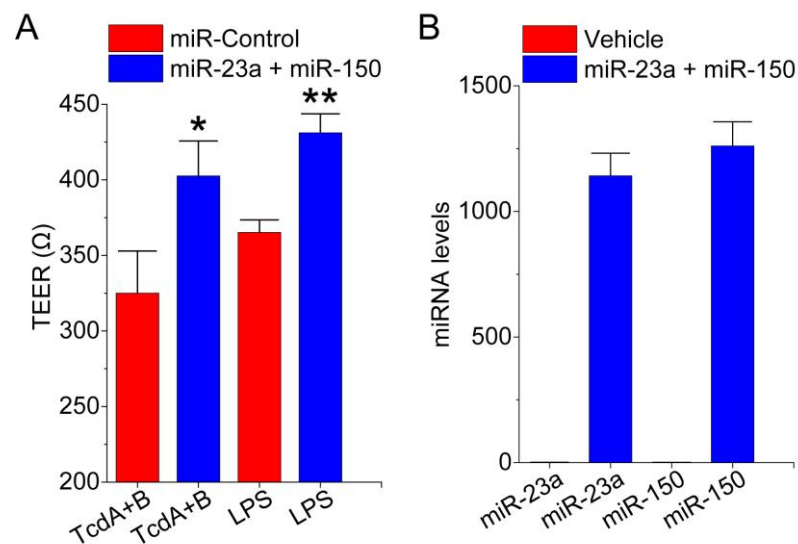 A
miR-Control
miR-23a + miR-150
*
**
450
400
350
300
250
200
TEER (Ω)
TcdA+B
TcdA+B
LPS
LPS
B
Vehicle
miR-23a + miR-150
1500
1000
500
0
miRNA levels
miR-23a
miR-23a
miR-150
miR-150